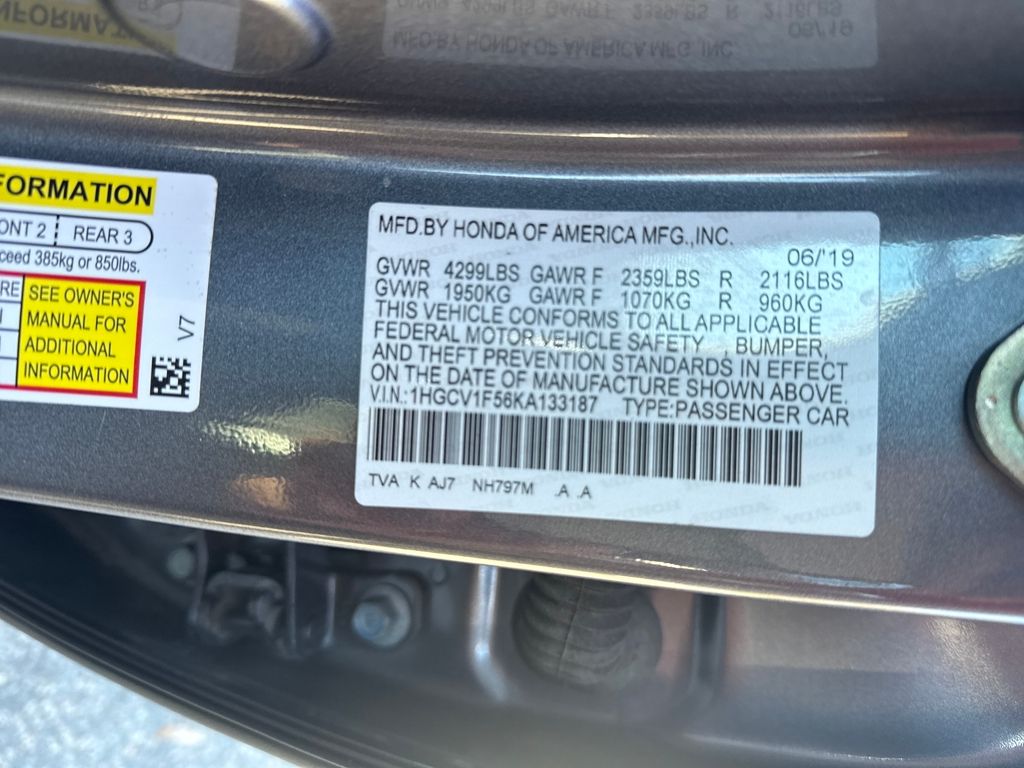 FORMATION
ONT 2 REAR 3
ceed 385kg or 850lbs.
RE
SEE OWNER'S
MANUAL FOR
ADDITIONAL
INFORMATION
V7
MFD.BY HONDA OF AMERICA MFG.,INC.
06/'19
GVWR 4299LBS GAWR F 2359LBS R 2116LBS
GVWR 1950KG GAWR F 1070KG R 960KG
THIS VEHICLE CONFORMS TO ALL APPLICABLE
FEDERAL MOTOR VEHICLE SAFETY , BUMPER,
AND THEFT PREVENTION STANDARDS IN EFFECT
ON THE DATE OF MANUFACTURE SHOWN ABOVE.
V.I.N.:1HGCV1F56KA133187 TYPE:PASSENGER CAR
TVA K AJ7 NH797M .A .A